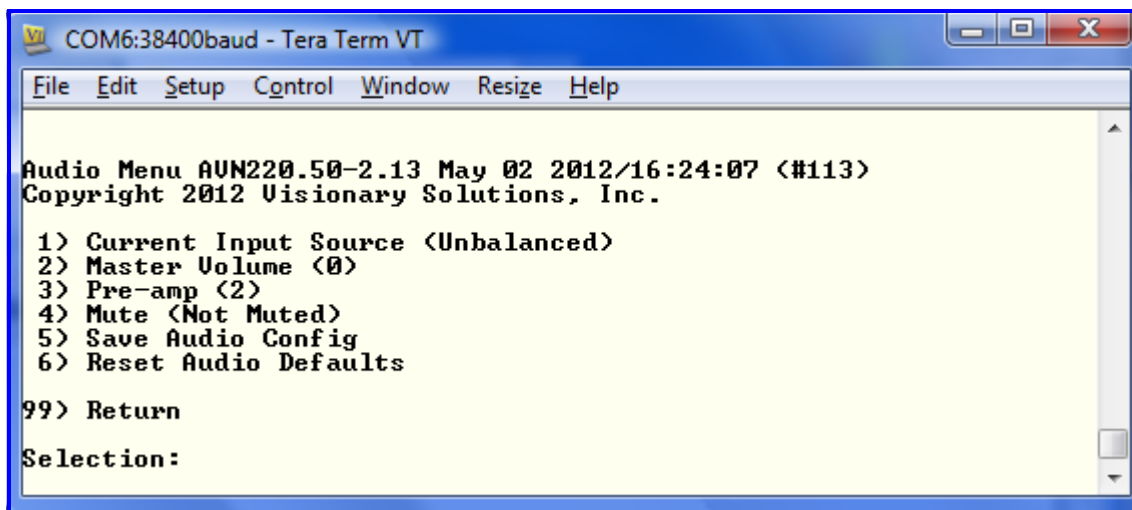 COM6:38400baud - Tera Term VT
File Edit Setup Control Window Resize Help
Audio Menu AVN220.50-2.13 May 02 2012/16:24:07 (#113)
Copyright 2012 Visionary Solutions, Inc.
1) Current Input Source (Unbalanced)
2) Master Volume (0)
3) Pre-amp (2)
4) Mute (Not Muted)
5) Save Audio Config
6) Reset Audio Defaults
99) Return
Selection: